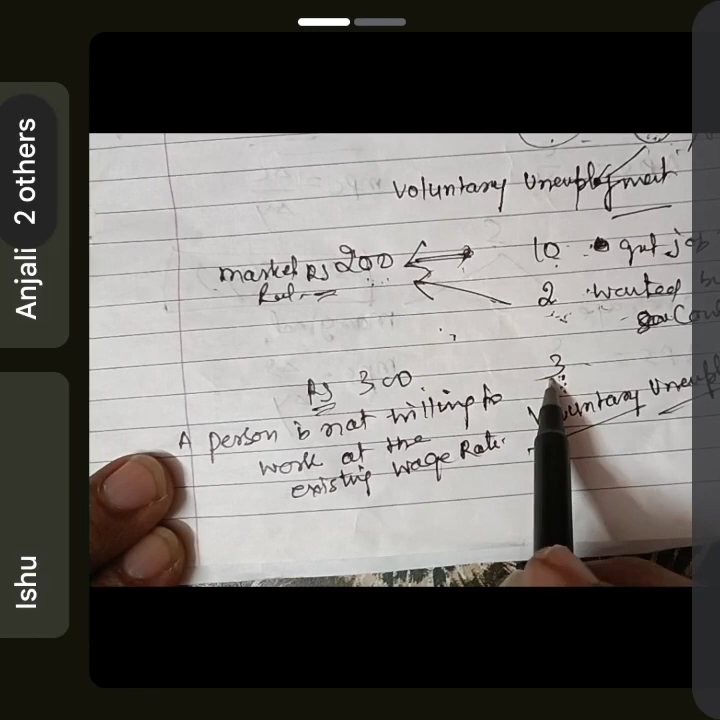 Voluntary Unemployment
market Rs 200
10 got job
2 wanted
Rs 300
3
A person is not willing to
Voluntary Unemp
work at the
existing wage Rate.
Anjali 2 others
Ishu